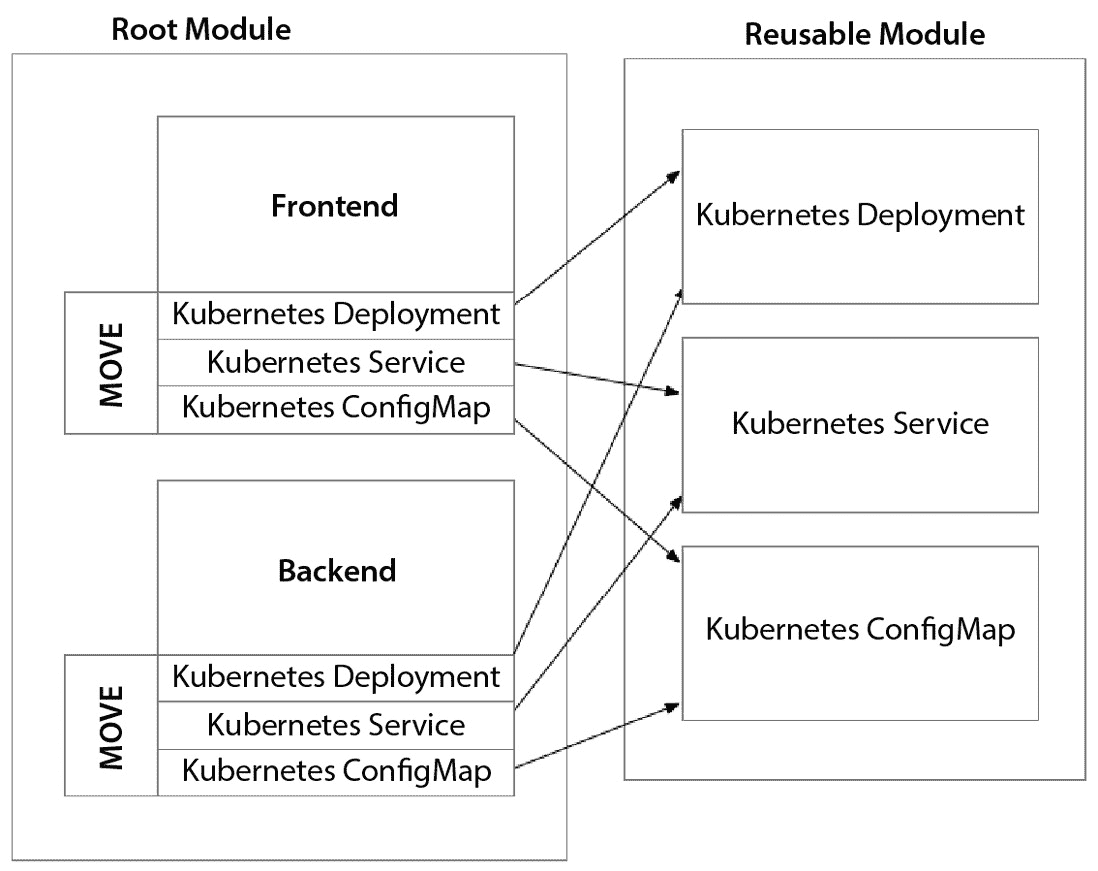 Root Module
Reusable Module
Frontend
MOVE
Kubernetes Deployment
Kubernetes Service
Kubernetes ConfigMap
Backend
MOVE
Kubernetes Deployment
Kubernetes Service
Kubernetes ConfigMap
Kubernetes Deployment
Kubernetes Service
Kubernetes ConfigMap